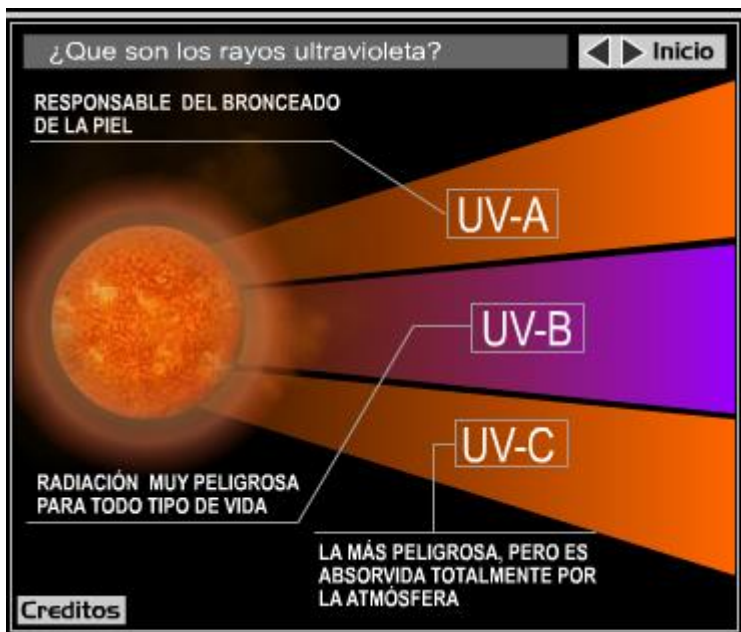 ¿Que son los rayos ultravioleta?
Inicio
RESPONSABLE DEL BRONCEADO
DE LA PIEL
UV-A
UV-B
UV-C
RADIACIÓN MUY PELIGROSA
PARA TODO TIPO DE VIDA
LA MÁS PELIGROSA, PERO ES
ABSORVIDA TOTALMENTE POR
LA ATMÓSFERA
Creditos